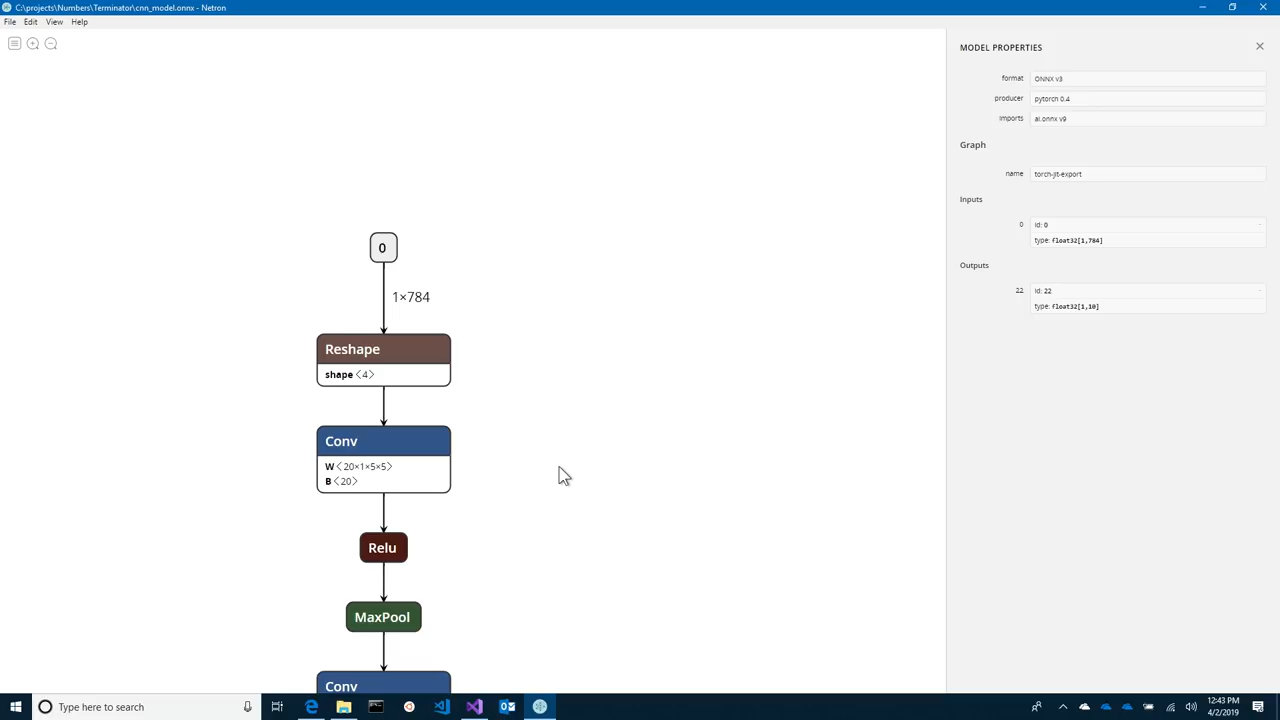 C:\projects\Numbers\Terminator\cnn_model.onnx - Netron
File Edit View Help
MODEL PROPERTIES
format ONNX v3
producer pytorch 0.4
imports ai.onnx v9
Graph
name torch-jit-export
Inputs
0 id: 0 -
type: float32[1,784]
Outputs
22 id: 22 -
type: float32[1,10]
0
1×784
Reshape
shape 〈4〉
Conv
W 〈20×1×5×5〉
B 〈20〉
Relu
MaxPool
Conv
Type here to search
12:43 PM
4/2/2019